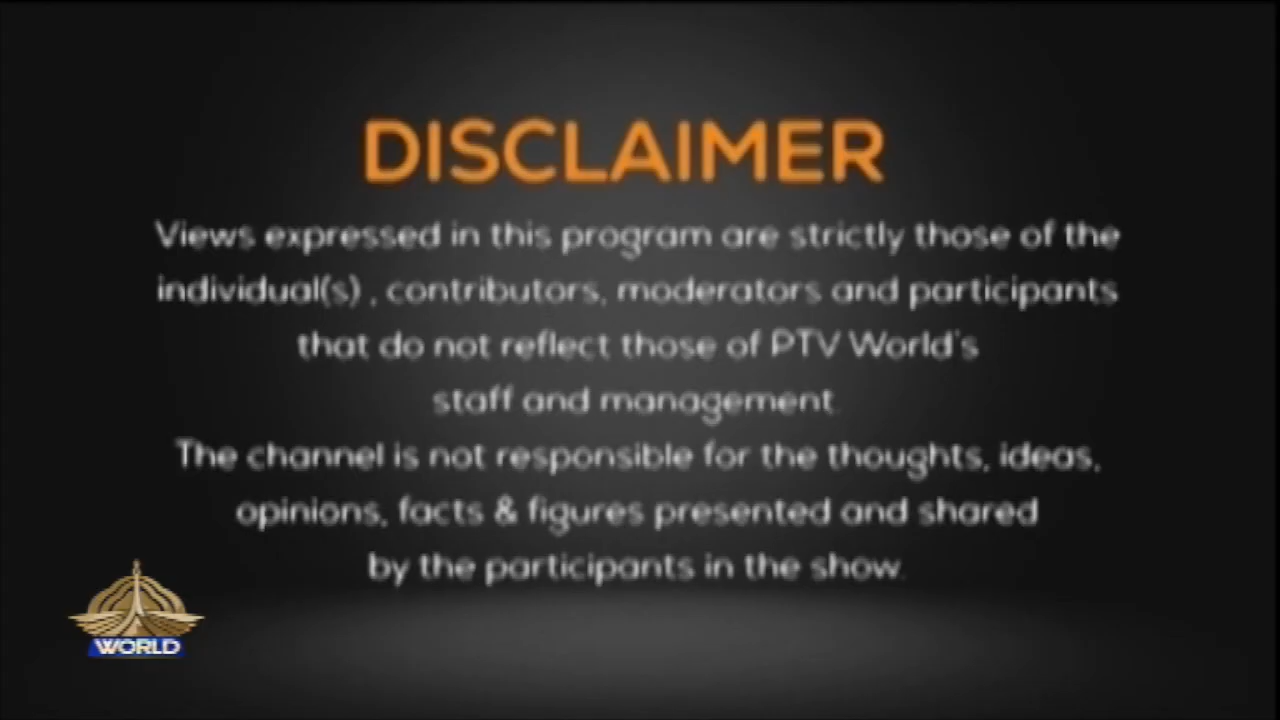 DISCLAIMER
Views expressed in this program are strictly those of the
individual(s) , contributors, moderators and participants
that do not reflect those of PTV World's
staff and management.
The channel is not responsible for the thoughts, ideas,
opinions, facts & figures presented and shared
by the participants in the show.
WORLD